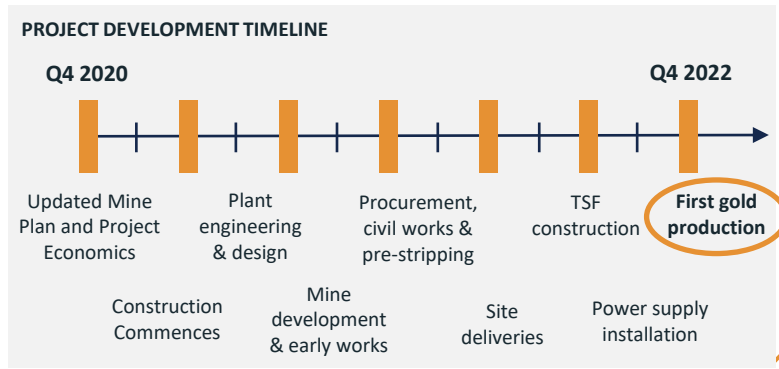 PROJECT DEVELOPMENT TIMELINE
Q4 2020
Q4 2022
Updated Mine
Plan and Project
Economics
Construction
Commences
Plant
engineering
& design
Mine
development
& early works
Procurement,
civil works &
pre-stripping
Site
deliveries
TSF
construction
Power supply
installation
First gold
production